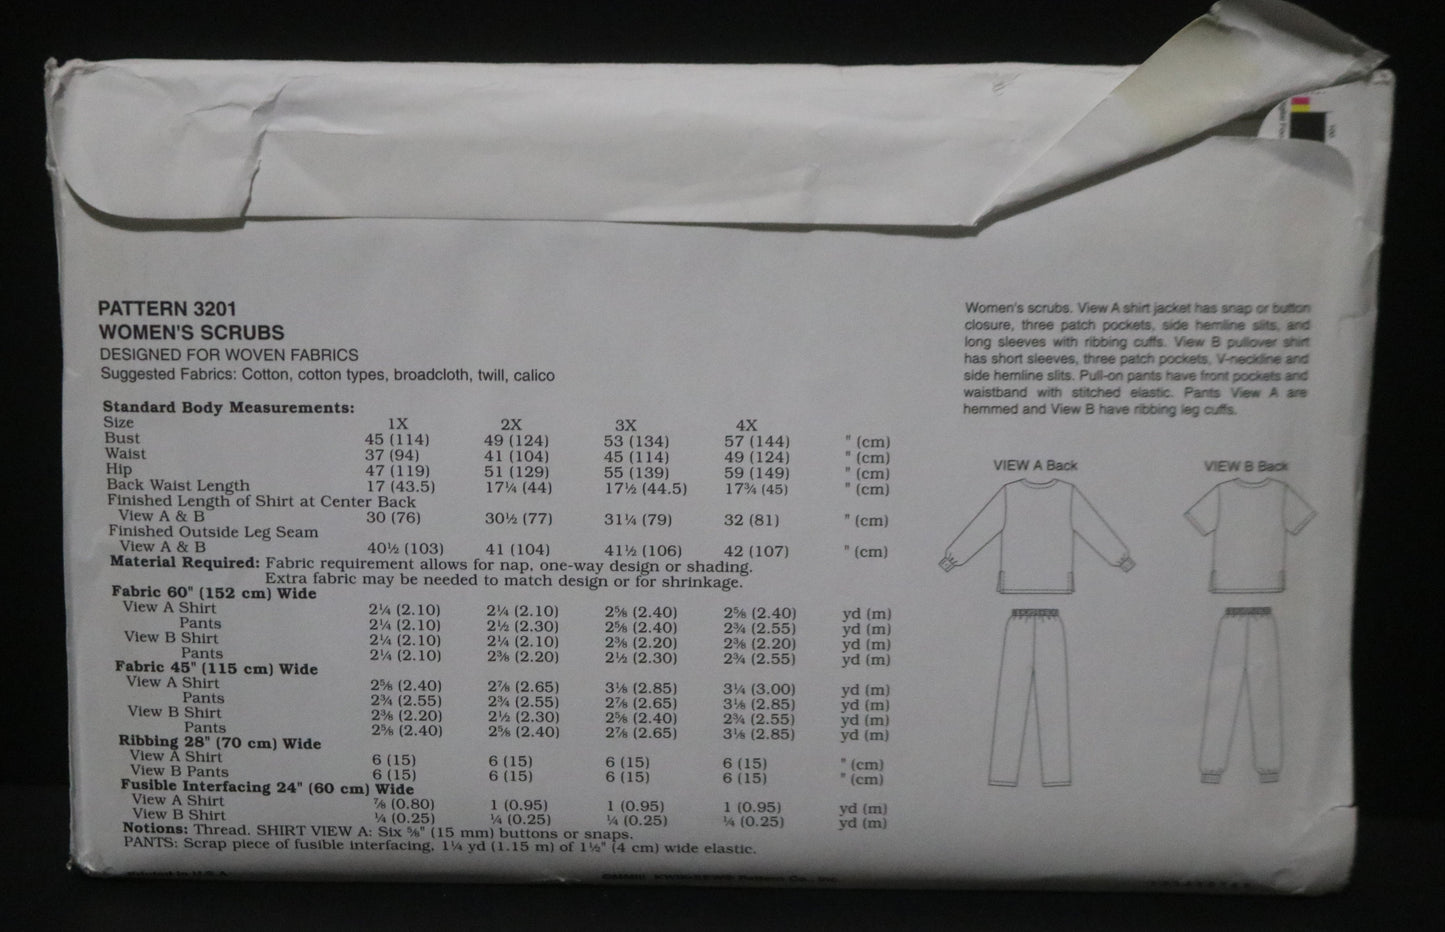 PATTERN 3201
WOMEN'S SCRUBS
DESIGNED FOR WOVEN FABRICS
Suggested Fabrics: Cotton, cotton types, broadcloth, twill, calico
Standard Body Measurements:
Size 1X 2X 3X 4X
Bust 45 (114) 49 (124) 53 (134) 57 (144) " (cm)
Waist 37 (94) 41 (104) 45 (114) 49 (124) " (cm)
Hip 47 (119) 51 (129) 55 (139) 59 (149) " (cm)
Back Waist Length 17 (43.5) 17¼ (44) 17½ (44.5) 17¾ (45) " (cm)
Finished Length of Shirt at Center Back
View A & B 30 (76) 30½ (77) 31¼ (79) 32 (81) " (cm)
Finished Outside Leg Seam
View A & B 40½ (103) 41 (104) 41½ (106) 42 (107) " (cm)
Material Required: Fabric requirement allows for nap, one-way design or shading.
Extra fabric may be needed to match design or for shrinkage.
Fabric 60" (152 cm) Wide
View A Shirt 2¼ (2.10) 2¼ (2.10) 2⅝ (2.40) 2⅝ (2.40) yd (m)
Pants 2¼ (2.10) 2½ (2.30) 2⅝ (2.40) 2¾ (2.55) yd (m)
View B Shirt 2¼ (2.10) 2¼ (2.10) 2⅜ (2.20) 2⅜ (2.20) yd (m)
Pants 2¼ (2.10) 2⅜ (2.20) 2½ (2.30) 2¾ (2.55) yd (m)
Fabric 45" (115 cm) Wide
View A Shirt 2⅝ (2.40) 2⅞ (2.65) 3⅛ (2.85) 3¼ (3.00) yd (m)
Pants 2¾ (2.55) 2¾ (2.55) 2⅞ (2.65) 3⅛ (2.85) yd (m)
View B Shirt 2⅜ (2.20) 2½ (2.30) 2⅝ (2.40) 2¾ (2.55) yd (m)
Pants 2⅝ (2.40) 2⅝ (2.40) 2⅞ (2.65) 3⅛ (2.85) yd (m)
Ribbing 28" (70 cm) Wide
View A Shirt 6 (15) 6 (15) 6 (15) 6 (15) " (cm)
View B Pants 6 (15) 6 (15) 6 (15) 6 (15) " (cm)
Fusible Interfacing 24" (60 cm) Wide
View A Shirt ⅞ (0.80) 1 (0.95) 1 (0.95) 1 (0.95) yd (m)
View B Shirt ¼ (0.25) ¼ (0.25) ¼ (0.25) ¼ (0.25) yd (m)
Notions: Thread. SHIRT VIEW A: Six ⅝" (15 mm) buttons or snaps.
PANTS: Scrap piece of fusible interfacing, 1¼ yd (1.15 m) of 1½" (4 cm) wide elastic.
Printed in U.S.A.
©MMIII, KWIK•SEW® Pattern Co., Inc.
Women's scrubs. View A shirt jacket has snap or button
closure, three patch pockets, side hemline slits, and
long sleeves with ribbing cuffs. View B pullover shirt
has short sleeves, three patch pockets, V-neckline and
side hemline slits. Pull-on pants have front pockets and
waistband with stitched elastic. Pants View A are
hemmed and View B have ribbing leg cuffs.
VIEW A Back
VIEW B Back